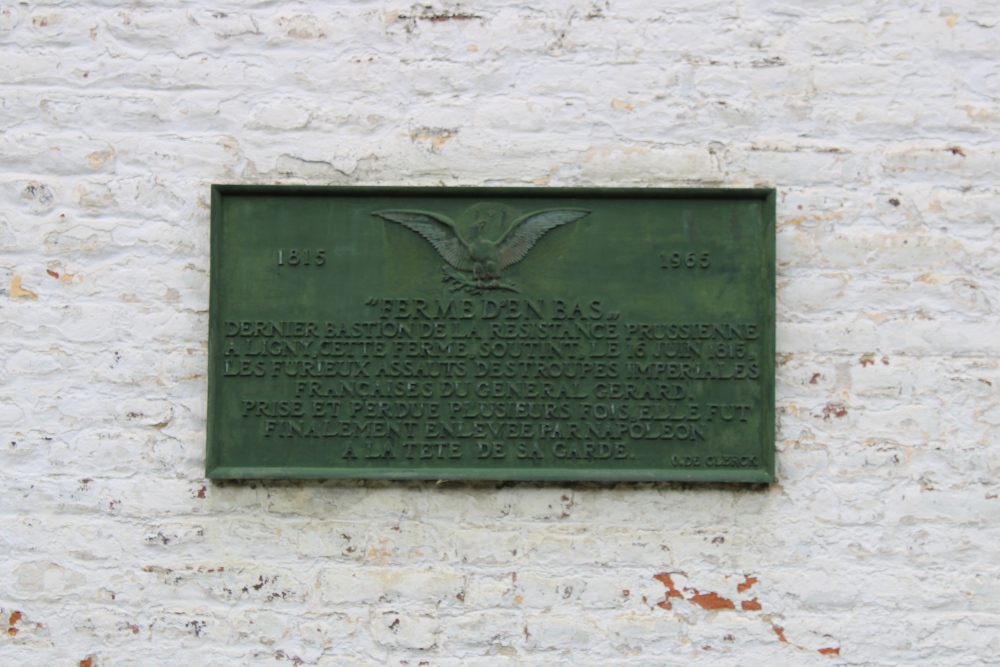 1815 1965
"FERME D'EN BAS"
DERNIER BASTION DE LA RESISTANCE PRUSSIENNE
A LIGNY, CETTE FERME SOUTINT LE 16 JUIN 1815,
LES FURIEUX ASSAUTS DES TROUPES IMPERIALES
FRANÇAISES DU GENERAL GERARD.
PRISE ET PERDUE PLUSIEURS FOIS, ELLE FUT
FINALEMENT ENLEVEE PAR NAPOLEON
A LA TETE DE SA GARDE.
O. DE CLERCK